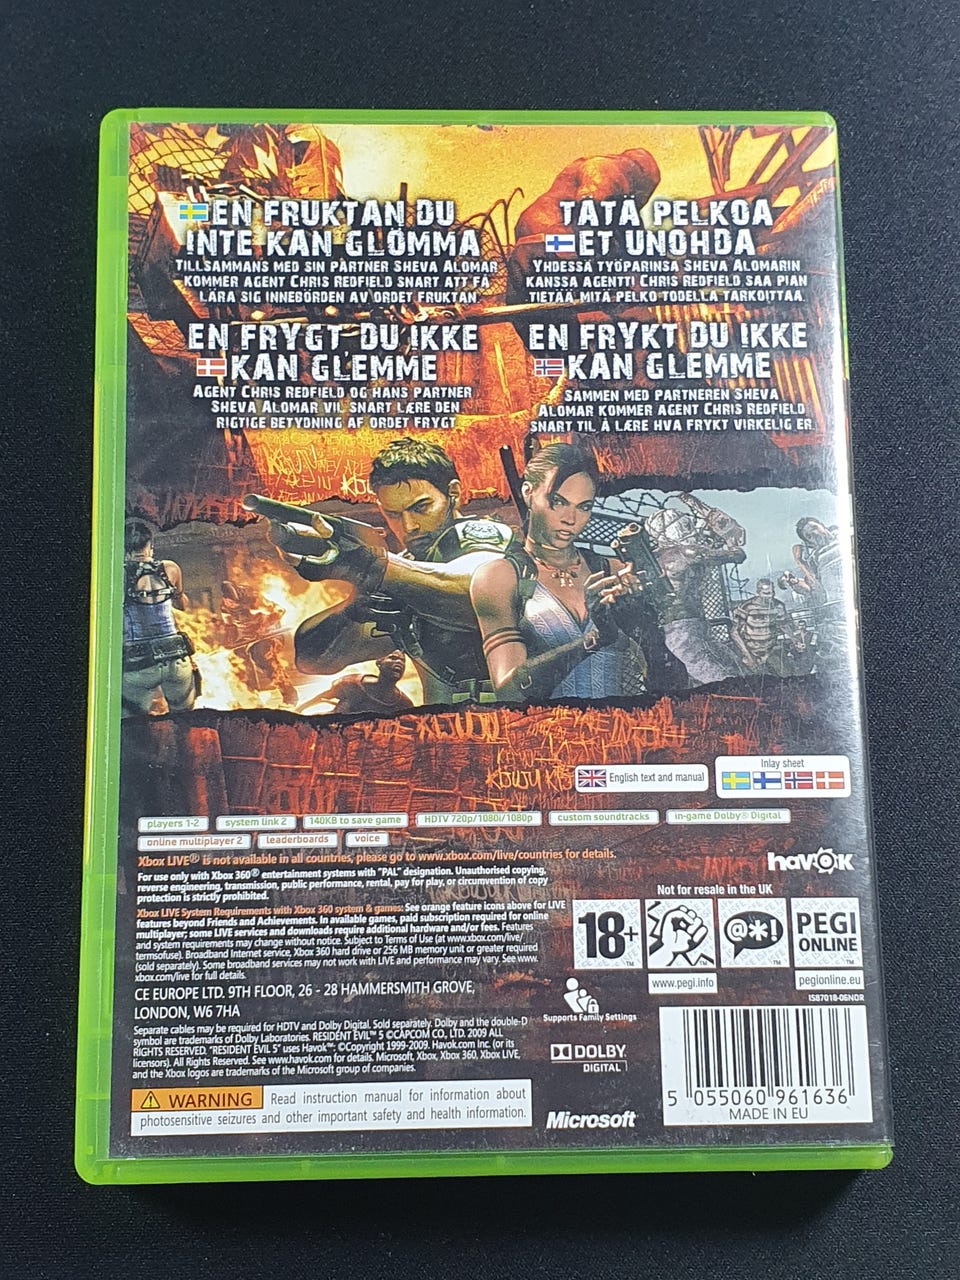 EN FRUKTAN DU
INTE KAN GLÖMMA
TILLSAMMANS MED SIN PARTNER SHEVA ALOMAR
KOMMER AGENT CHRIS REDFIELD SNART ATT FÅ
LÄRA SIG INNEBÖRDEN AV ORDET FRUKTAN
TÄTÄ PELKOA
ET UNOHDA
YHDESSÄ TYÖPARINSA SHEVA ALOMARIN
KANSSA AGENTTI CHRIS REDFIELD SAA PIAN
TIETÄÄ MITÄ PELKO TODELLA TARKOITTAA.
EN FRYGT DU IKKE
KAN GLEMME
AGENT CHRIS REDFIELD OG HANS PARTNER
SHEVA ALOMAR VIL SNART LÆRE DEN
RIGTIGE BETYDNING AF ORDET FRYGT
EN FRYKT DU IKKE
KAN GLEMME
SAMMEN MED PARTNEREN SHEVA
ALOMAR KOMMER AGENT CHRIS REDFIELD
SNART TIL Å LÆRE HVA FRYKT VIRKELIG ER
English text and manual
Inlay sheet
players 1-2
system link 2
140KB to save game
HDTV 720p/1080i/1080p
custom soundtracks
in-game Dolby® Digital
online multiplayer 2
leaderboards
voice
Xbox LIVE® is not available in all countries, please go to www.xbox.com/live/countries for details.
For use only with Xbox 360® entertainment systems with "PAL" designation. Unauthorised copying,
reverse engineering, transmission, public performance, rental, pay for play, or circumvention of copy
protection is strictly prohibited.
Xbox LIVE System Requirements with Xbox 360 system & games: See orange feature icons above for LIVE
features beyond Friends and Achievements. In available games, paid subscription required for online
multiplayer; some LIVE services and downloads require additional hardware and/or fees. Features
and system requirements may change without notice. Subject to Terms of Use (at www.xbox.com/live/
termsofuse). Broadband Internet service, Xbox 360 hard drive or 256 MB memory unit or greater required
(sold separately). Some broadband services may not work with LIVE and performance may vary. See www.
xbox.com/live for full details.
CE EUROPE LTD. 9TH FLOOR, 26 - 28 HAMMERSMITH GROVE,
LONDON, W6 7HA
Separate cables may be required for HDTV and Dolby Digital. Sold separately. Dolby and the double-D
symbol are trademarks of Dolby Laboratories. RESIDENT EVIL™ 5 ©CAPCOM CO., LTD. 2009 ALL
RIGHTS RESERVED. "RESIDENT EVIL 5" uses Havok™: ©Copyright 1999-2009. Havok.com Inc. (or its
licensors). All Rights Reserved. See www.havok.com for details. Microsoft, Xbox, Xbox 360, Xbox LIVE,
and the Xbox logos are trademarks of the Microsoft group of companies.
WARNING Read instruction manual for information about
photosensitive seizures and other important safety and health information.
havok
Not for resale in the UK
18+
@*!
PEGI
ONLINE
www.pegi.info
pegionline.eu
IS87018-06NOR
Supports Family Settings
DOLBY
DIGITAL
Microsoft
5 055060 961636
MADE IN EU